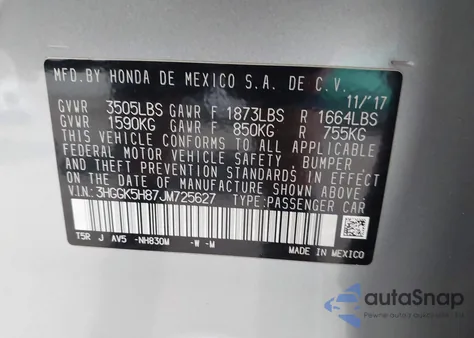 MFD.BY HONDA DE MEXICO S.A. DE C.V.
11/'17
GVWR 3505LBS GAWR F 1873LBS R 1664LBS
GVWR 1590KG GAWR F 850KG R 755KG
THIS VEHICLE CONFORMS TO ALL APPLICABLE
FEDERAL MOTOR VEHICLE SAFETY, BUMPER
AND THEFT PREVENTION STANDARDS IN EFFECT
ON THE DATE OF MANUFACTURE SHOWN ABOVE.
V.I.N.:3HGGK5H87JM725627 TYPE:PASSENGER CAR
T5R J AV5 -NH830M -W -M
MADE IN MEXICO
autaSnap